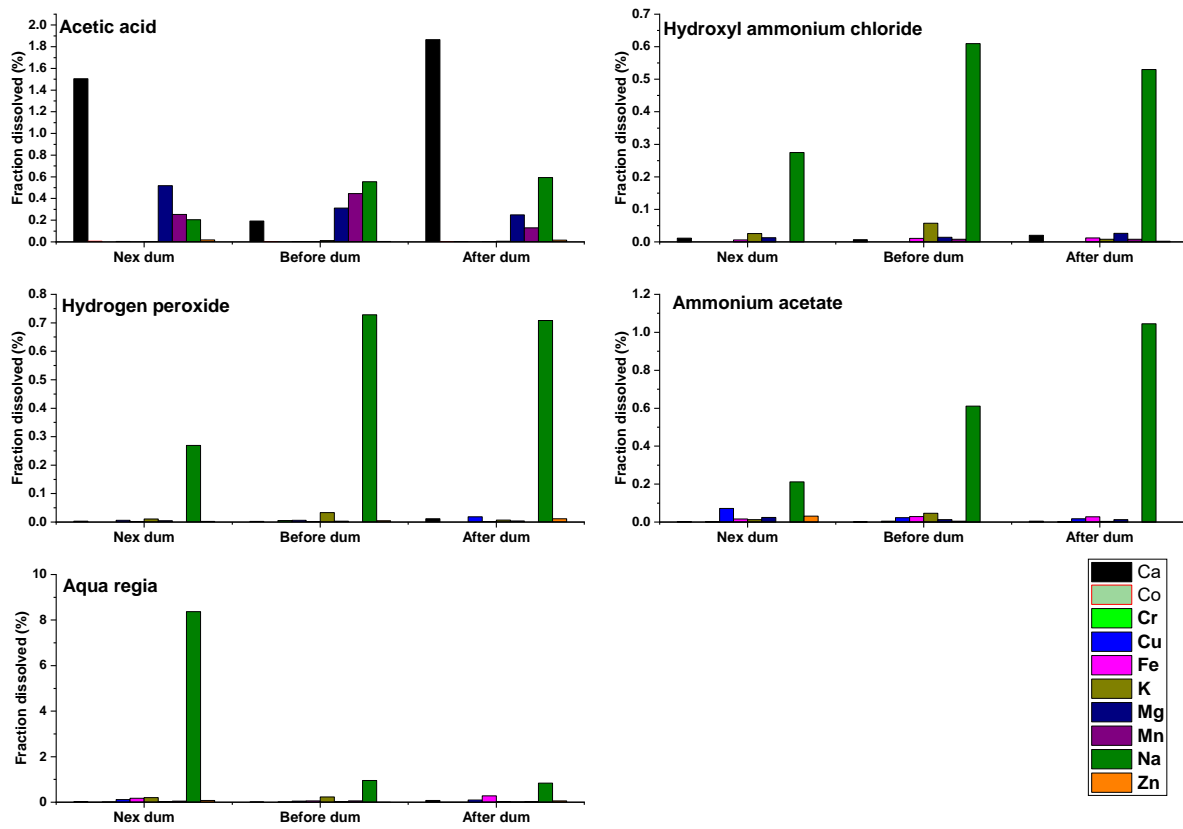 Acetic acid
Fraction dissolved (%)
2.0
1.8
1.6
1.4
1.2
1.0
0.8
0.6
0.4
0.2
0.0
Nex dum Before dum After dum
Hydroxyl ammonium chloride
Fraction dissolved (%)
0.7
0.6
0.5
0.4
0.3
0.2
0.1
0.0
Nex dum Before dum After dum
Hydrogen peroxide
Fraction dissolved (%)
0.8
0.7
0.6
0.5
0.4
0.3
0.2
0.1
0.0
Nex dum Before dum After dum
Ammonium acetate
Fraction dissolved (%)
1.2
1.0
0.8
0.6
0.4
0.2
0.0
Nex dum Before dum After dum
Aqua regia
Fraction dissolved (%)
10
8
6
4
2
0
Nex dum Before dum After dum
Ca
Co
Cr
Cu
Fe
K
Mg
Mn
Na
Zn